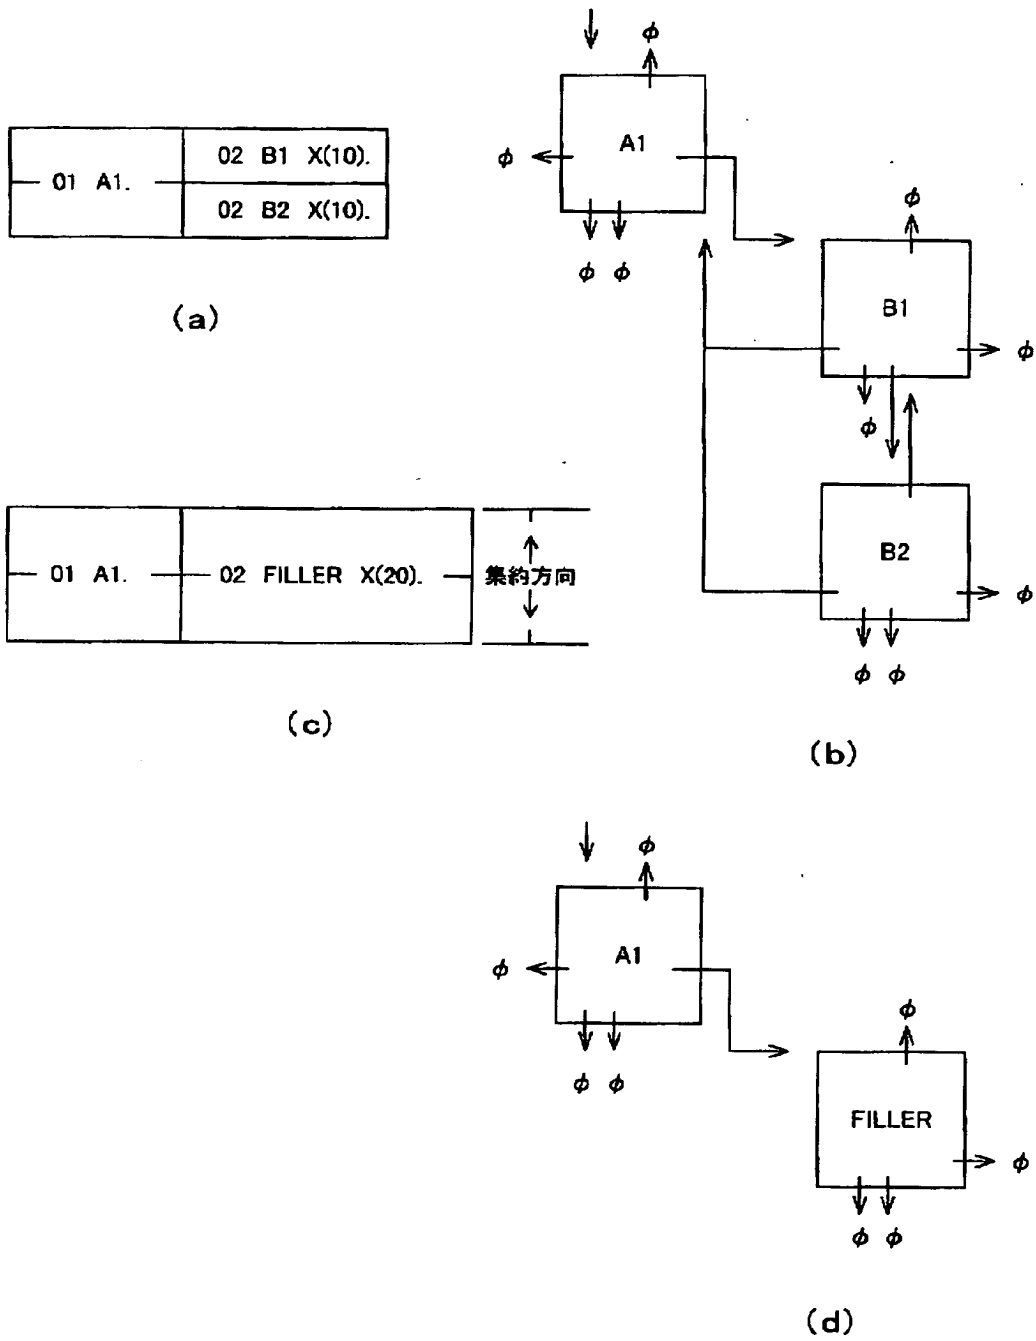 01 A1.
02 B1 X(10).
02 B2 X(10).
(a)
φ
A1
φ
φ φ
φ
B1
φ
φ
B2
φ
φ φ
(b)
01 A1.
02 FILLER X(20).
集約方向
(c)
φ
A1
φ
φ φ
φ
FILLER
φ
φ φ
(d)